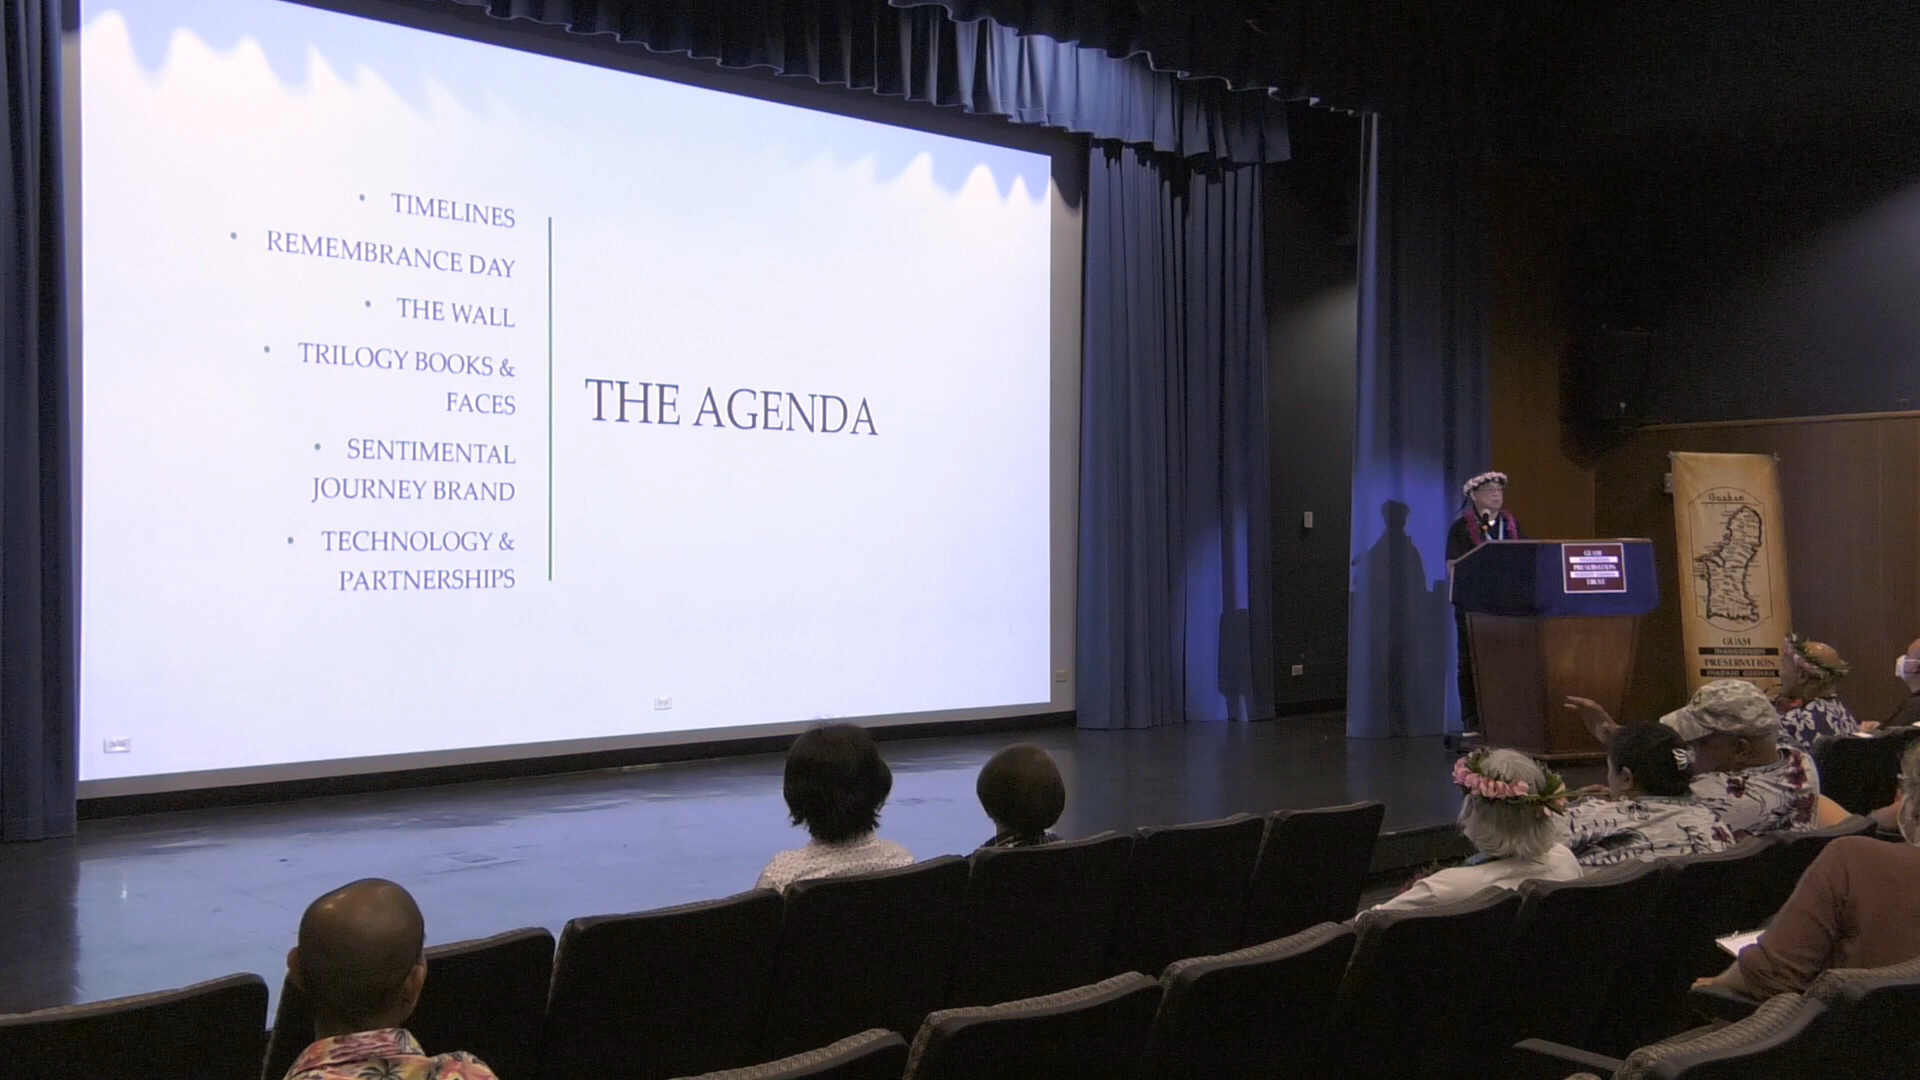 • TIMELINES
• REMEMBRANCE DAY
• THE WALL
• TRILOGY BOOKS &
FACES
• SENTIMENTAL
JOURNEY BRAND
• TECHNOLOGY &
PARTNERSHIPS
THE AGENDA
GUAM
PRESERVATION
TRUST
Guahan
GUAM
PRESERVATION